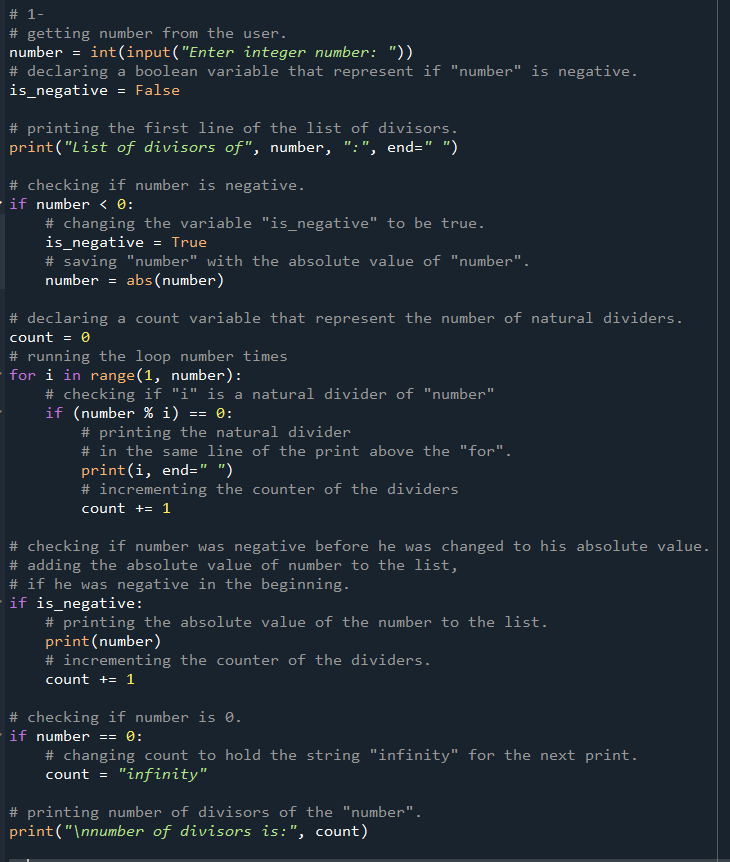 # 1-
# getting number from the user.
number = int(input("Enter integer number: "))
# declaring a boolean variable that represent if "number" is negative.
is_negative = False

# printing the first line of the list of divisors.
print("List of divisors of", number, ":", end=" ")

# checking if number is negative.
if number < 0:
    # changing the variable "is_negative" to be true.
    is_negative = True
    # saving "number" with the absolute value of "number".
    number = abs(number)

# declaring a count variable that represent the number of natural dividers.
count = 0
# running the loop number times
for i in range(1, number):
    # checking if "i" is a natural divider of "number"
    if (number % i) == 0:
        # printing the natural divider
        # in the same line of the print above the "for".
        print(i, end=" ")
        # incrementing the counter of the dividers
        count += 1

# checking if number was negative before he was changed to his absolute value.
# adding the absolute value of number to the list,
# if he was negative in the beginning.
if is_negative:
    # printing the absolute value of the number to the list.
    print(number)
    # incrementing the counter of the dividers.
    count += 1

# checking if number is 0.
if number == 0:
    # changing count to hold the string "infinity" for the next print.
    count = "infinity"

# printing number of divisors of the "number".
print("\nnumber of divisors is:", count)